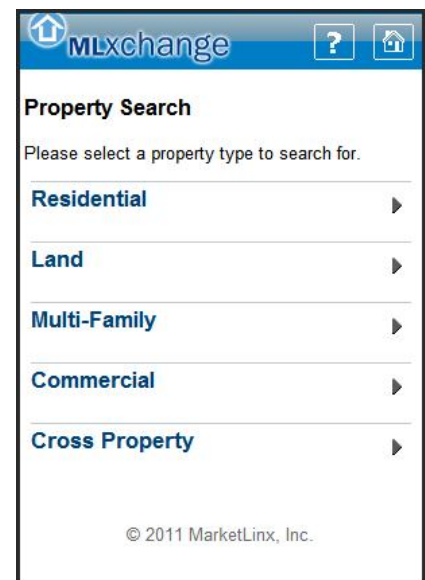 MLXchange
?
Property Search
Please select a property type to search for.
Residential
Land
Multi-Family
Commercial
Cross Property
© 2011 MarketLinx, Inc.